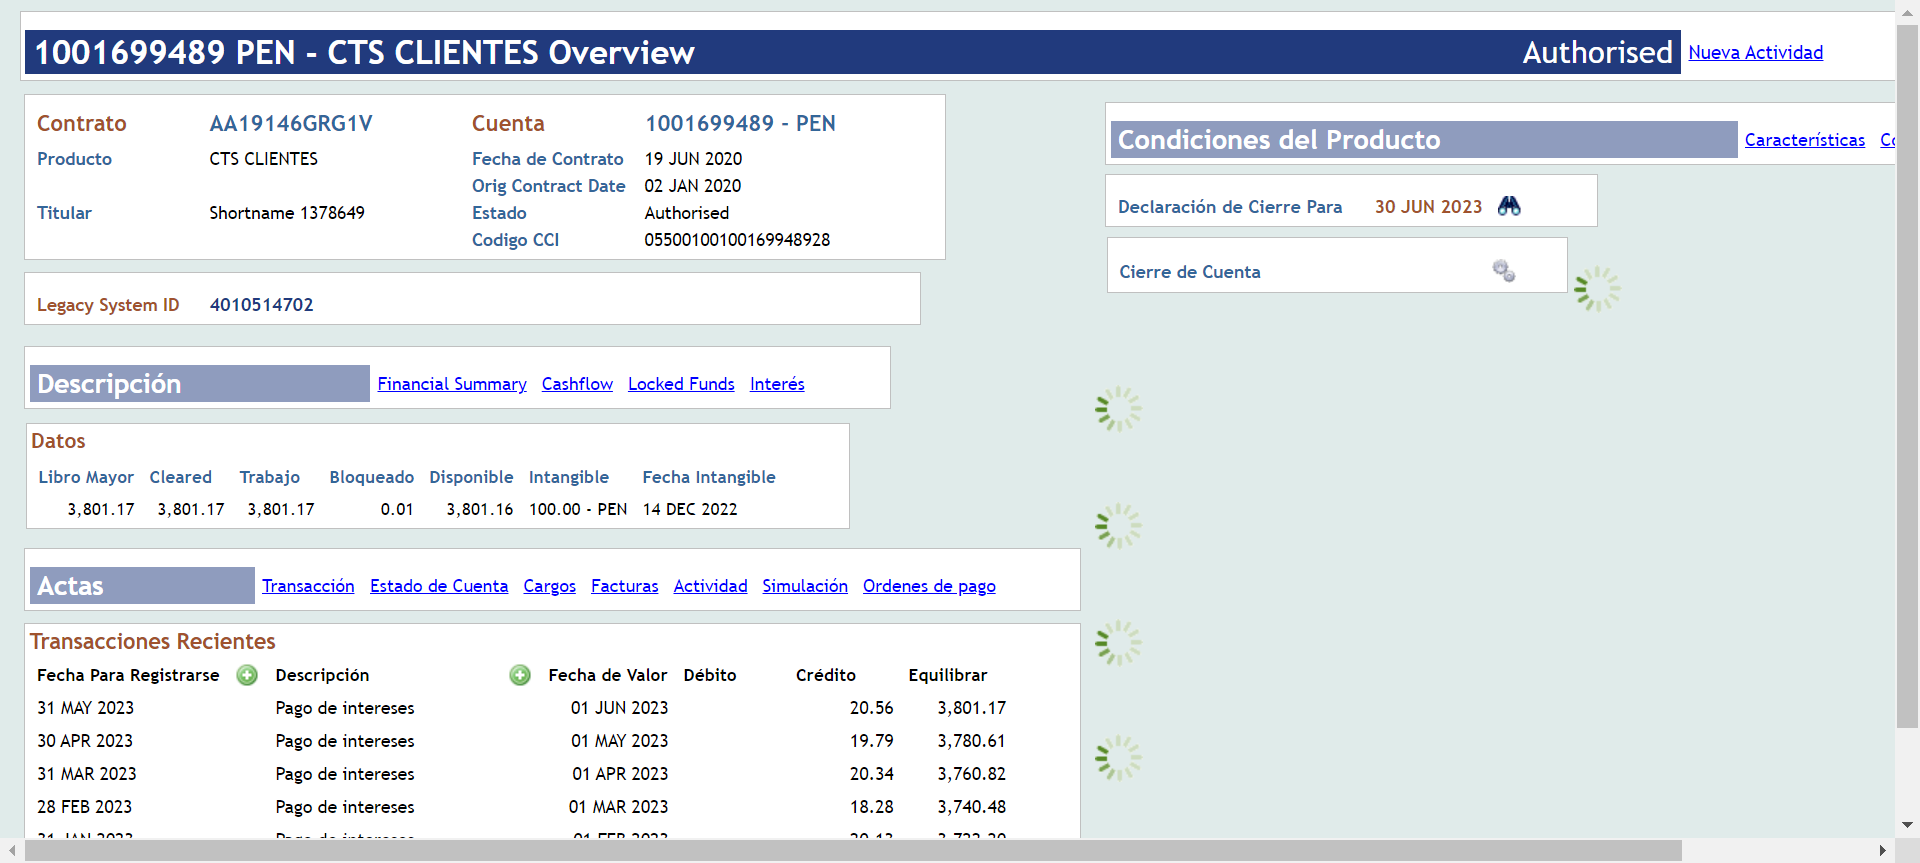 1001699489 PEN - CTS CLIENTES Overview Authorised Nueva Actividad
Contrato AA19146GRG1V Cuenta 1001699489 - PEN
Producto CTS CLIENTES Fecha de Contrato 19 JUN 2020
Orig Contract Date 02 JAN 2020
Titular Shortname 1378649 Estado Authorised
Codigo CCI 05500100100169948928
Legacy System ID 4010514702
Descripción Financial Summary Cashflow Locked Funds Interés
Datos
Libro Mayor Cleared Trabajo Bloqueado Disponible Intangible Fecha Intangible
3,801.17 3,801.17 3,801.17 0.01 3,801.16 100.00 - PEN 14 DEC 2022
Actas Transacción Estado de Cuenta Cargos Facturas Actividad Simulación Ordenes de pago
Transacciones Recientes
Fecha Para Registrarse Descripción Fecha de Valor Débito Crédito Equilibrar
31 MAY 2023 Pago de intereses 01 JUN 2023 20.56 3,801.17
30 APR 2023 Pago de intereses 01 MAY 2023 19.79 3,780.61
31 MAR 2023 Pago de intereses 01 APR 2023 20.34 3,760.82
28 FEB 2023 Pago de intereses 01 MAR 2023 18.28 3,740.48
31 JAN 2023 Pago de intereses 01 FEB 2023
Condiciones del Producto Características
Declaración de Cierre Para 30 JUN 2023
Cierre de Cuenta